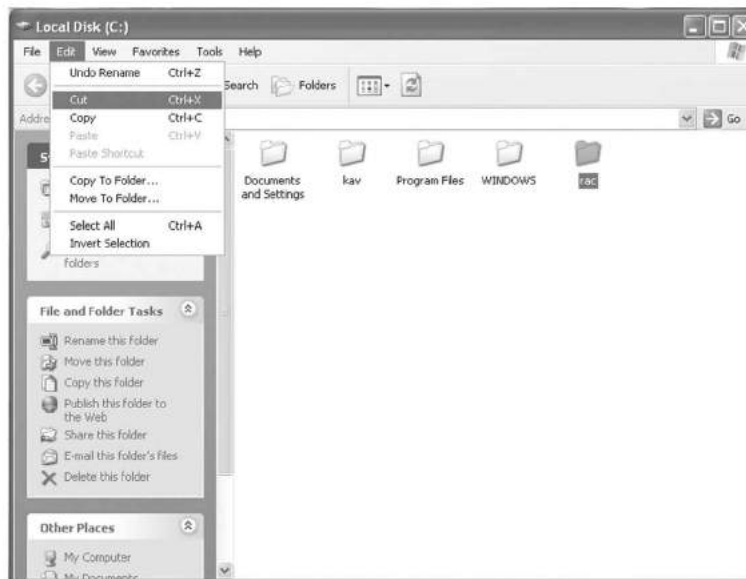 Local Disk (C:)
File Edit View Favorites Tools Help
Undo Rename Ctrl+Z
Cut Ctrl+X
Copy Ctrl+C
Paste Ctrl+V
Paste Shortcut
Copy To Folder...
Move To Folder...
Select All Ctrl+A
Invert Selection
Search Folders
Addre
Go
S
folders
Documents
and Settings
kav
Program Files
WINDOWS
rac
File and Folder Tasks
Rename this folder
Move this folder
Copy this folder
Publish this folder to
the Web
Share this folder
E-mail this folder's files
Delete this folder
Other Places
My Computer
My Documents